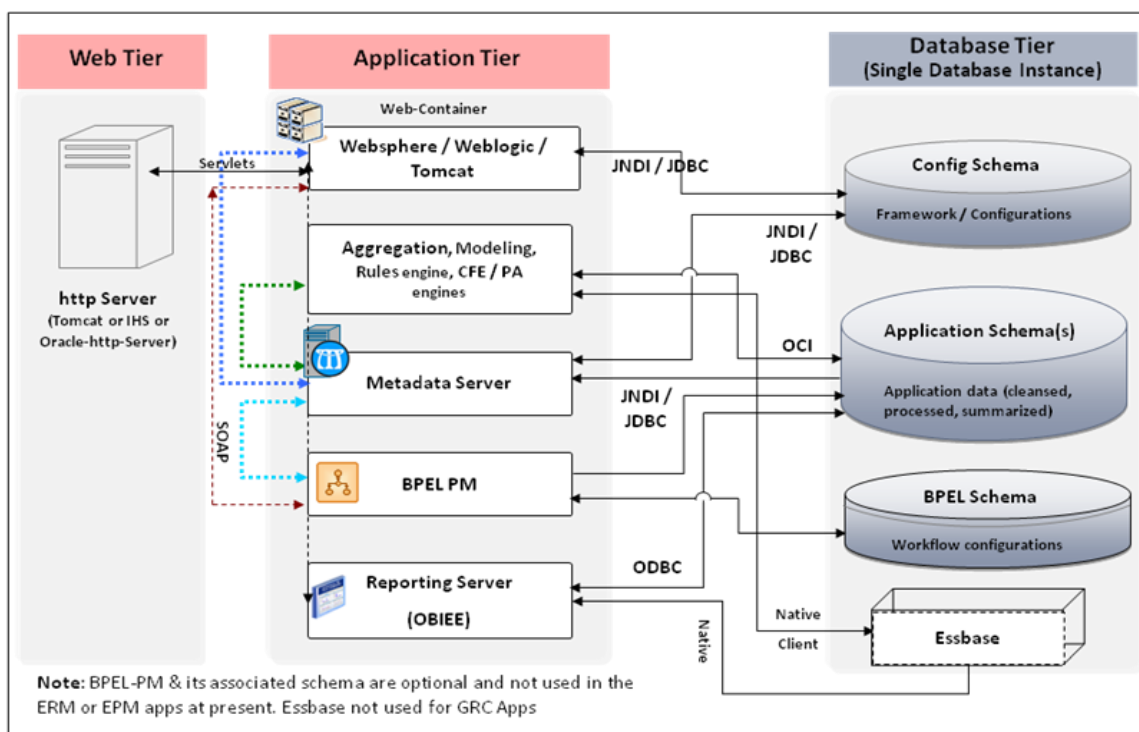 Web Tier
Application Tier
Database Tier
(Single Database Instance)
Web-Container
Websphere / Weblogic /
Tomcat
Servlets
JNDI / JDBC
Config Schema
Framework / Configurations
JNDI /
JDBC
Aggregation, Modeling,
Rules engine, CFE / PA
engines
http Server
(Tomcat or IHS or
Oracle-http-Server)
OCI
Application Schema(s)
Application data (cleansed,
processed, summarized)
Metadata Server
JNDI /
JDBC
SOAP
BPEL PM
BPEL Schema
Workflow configurations
ODBC
Reporting Server
(OBIEE)
Native
Native
Client
Essbase
Note: BPEL-PM & its associated schema are optional and not used in the
ERM or EPM apps at present. Essbase not used for GRC Apps